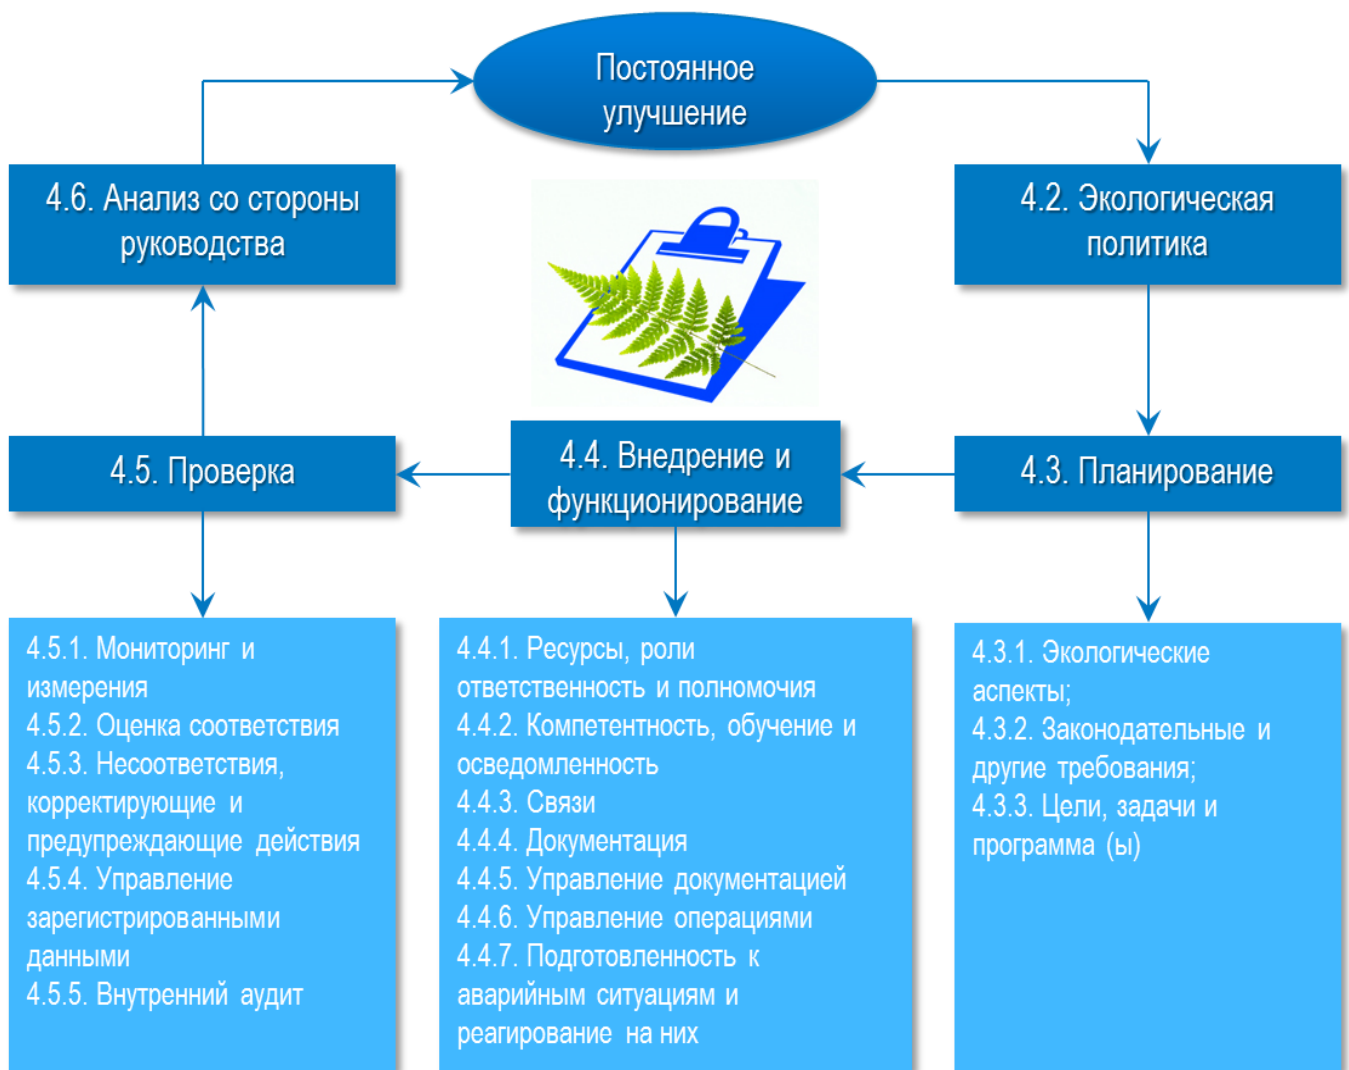 Постоянное
улучшение
4.6. Анализ со стороны
руководства
4.2. Экологическая
политика
4.5. Проверка
4.4. Внедрение и
функционирование
4.3. Планирование
4.5.1. Мониторинг и
измерения
4.5.2. Оценка соответствия
4.5.3. Несоответствия,
корректирующие и
предупреждающие действия
4.5.4. Управление
зарегистрированными
данными
4.5.5. Внутренний аудит
4.4.1. Ресурсы, роли
ответственность и полномочия
4.4.2. Компетентность, обучение и
осведомленность
4.4.3. Связи
4.4.4. Документация
4.4.5. Управление документацией
4.4.6. Управление операциями
4.4.7. Подготовленность к
аварийным ситуациям и
реагирование на них
4.3.1. Экологические
аспекты;
4.3.2. Законодательные и
другие требования;
4.3.3. Цели, задачи и
программа (ы)